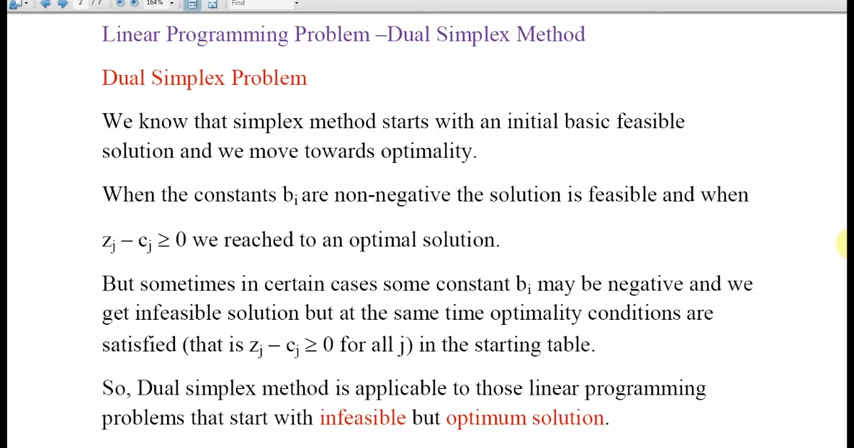 2 / 7 164% Find
Linear Programming Problem –Dual Simplex Method
Dual Simplex Problem
We know that simplex method starts with an initial basic feasible
solution and we move towards optimality.
When the constants bᵢ are non-negative the solution is feasible and when
zⱼ – cⱼ ≥ 0 we reached to an optimal solution.
But sometimes in certain cases some constant bᵢ may be negative and we
get infeasible solution but at the same time optimality conditions are
satisfied (that is zⱼ – cⱼ ≥ 0 for all j) in the starting table.
So, Dual simplex method is applicable to those linear programming
problems that start with infeasible but optimum solution.